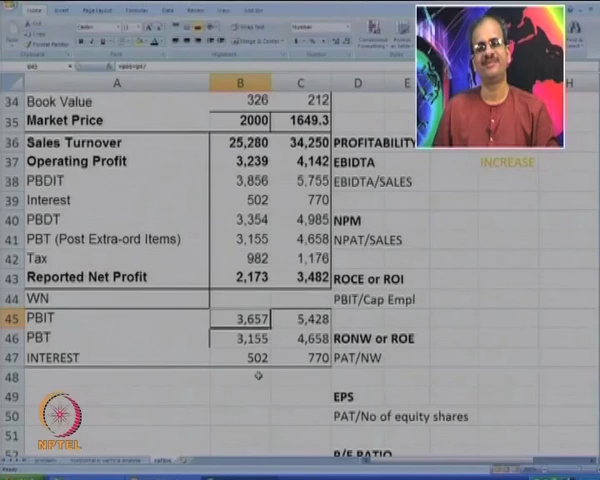 Home
A
B
C
D
E
H
34 Book Value 326 212
35 Market Price 2000 1649.3
36 Sales Turnover 25,280 34,250 PROFITABILITY
37 Operating Profit 3,239 4,142 EBIDTA INCREASE
38 PBDIT 3,856 5,755 EBIDTA/SALES
39 Interest 502 770
40 PBDT 3,354 4,985 NPM
41 PBT (Post Extra-ord Items) 3,155 4,658 NPAT/SALES
42 Tax 982 1,176
43 Reported Net Profit 2,173 3,482 ROCE or ROI
44 WN PBIT/Cap Empl
45 PBIT 3,657 5,428
46 PBT 3,155 4,658 RONW or ROE
47 INTEREST 502 770 PAT/NW
48
49 EPS
50 PAT/No of equity shares
51
52 P/E RATIO
NPTEL